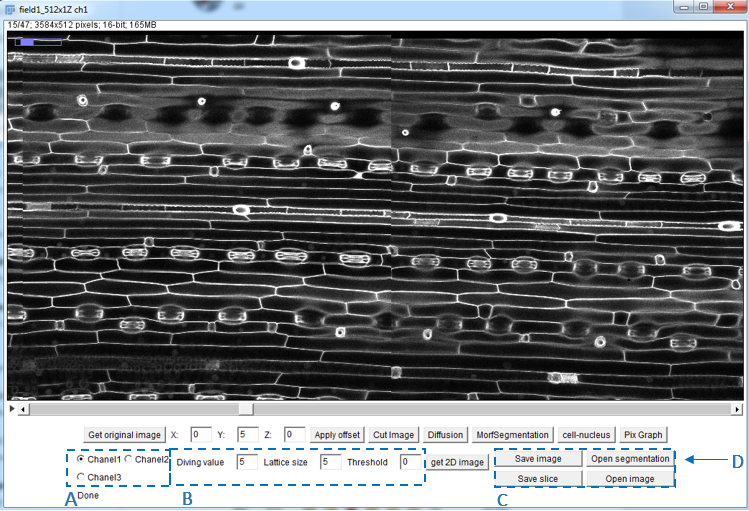 field1_512x1Z ch1
15/47; 3584x512 pixels; 16-bit; 165MB
Get original image X: 0 Y: 5 Z: 0 Apply offset Cut Image Diffusion MorfSegmentation cell-nucleus Pix Graph
Chanel1 Chanel2 Diving value 5 Lattice size 5 Threshold 0 get 2D image Save image Open segmentation D
Chanel3 Save slice Open image
A B C
Done